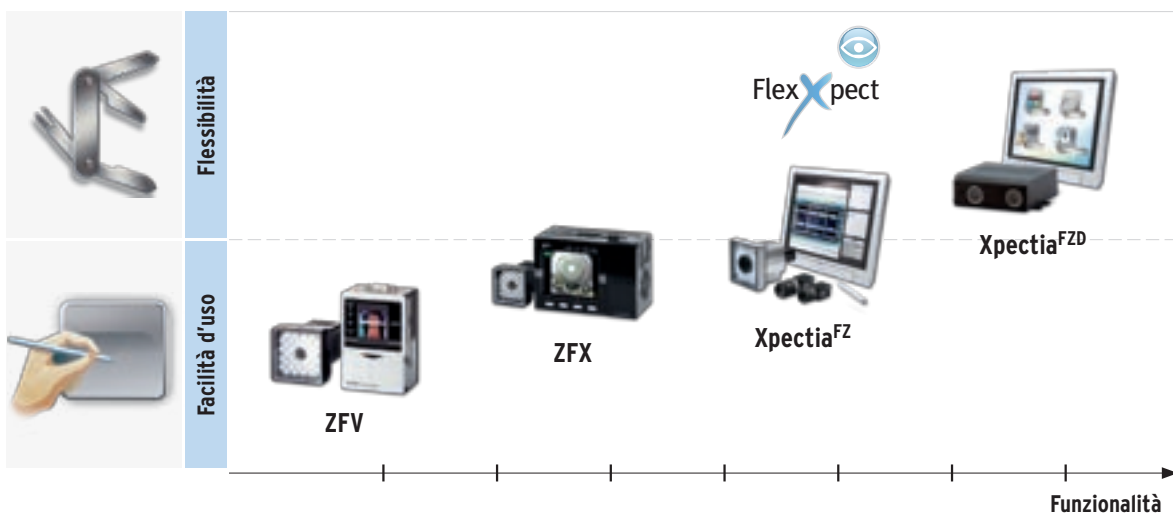 Flessibilità
FlexXpect
Xpectia FZD
Facilità d'uso
ZFV
ZFX
Xpectia FZ
Funzionalità